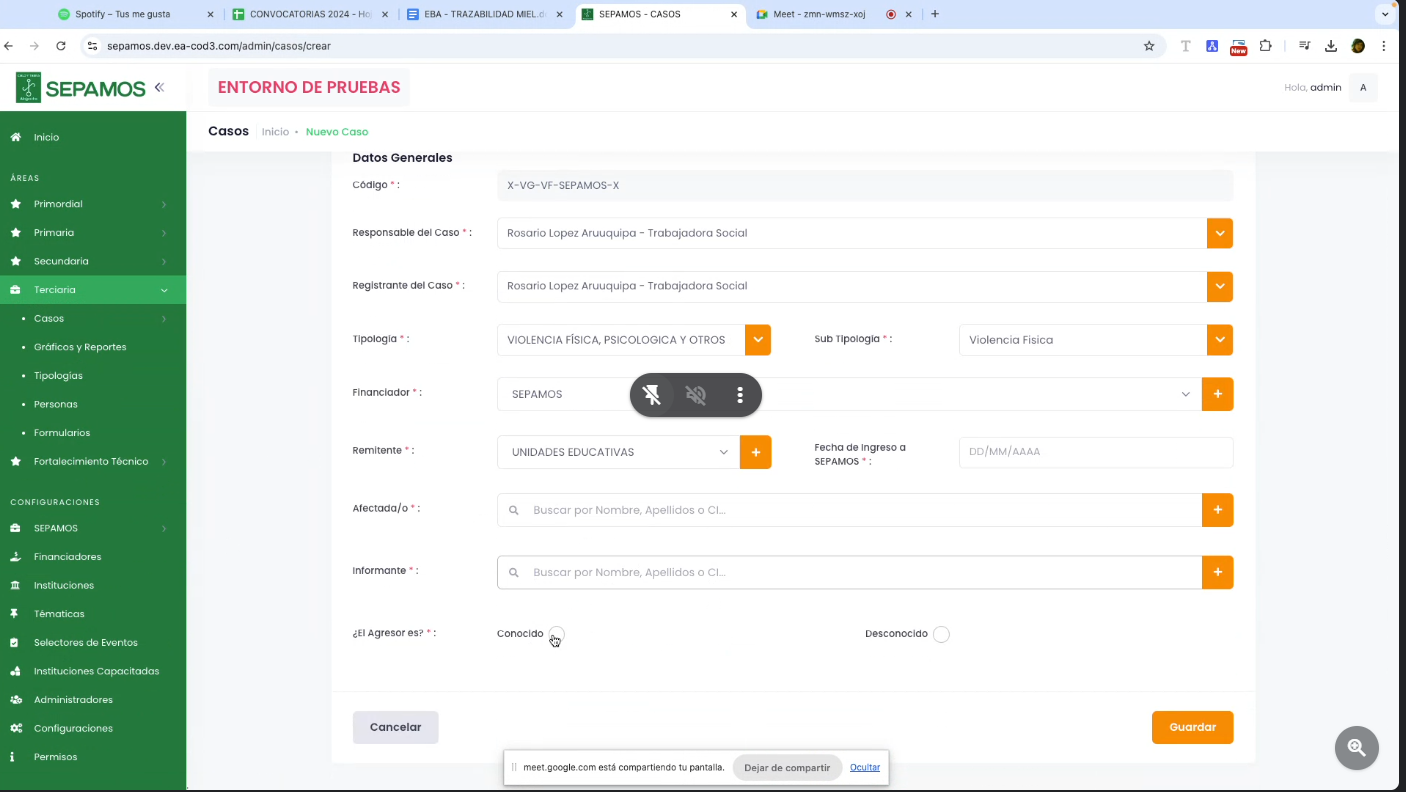 Spotify - Tus me gusta
CONVOCATORIAS 2024 - Ho
EBA - TRAZABILIDAD MIEL.d
SEPAMOS - CASOS
Meet - zmn-wmsz-xoj
sepamos.dev.ea-cod3.com/admin/casos/crear
New
SEPAMOS
ENTORNO DE PRUEBAS
Hola, admin
A
Casos
Inicio
Nuevo Caso
Inicio
ÁREAS
Primordial
Primaria
Secundaria
Terciaria
Casos
Gráficos y Reportes
Tipologías
Personas
Formularios
Fortalecimiento Técnico
CONFIGURACIONES
SEPAMOS
Financiadores
Instituciones
Tématicas
Selectores de Eventos
Instituciones Capacitadas
Administradores
Configuraciones
Permisos
Datos Generales
Código * :
X-VG-VF-SEPAMOS-X
Responsable del Caso * :
Rosario Lopez Aruuquipa - Trabajadora Social
Registrante del Caso * :
Rosario Lopez Aruuquipa - Trabajadora Social
Tipología * :
VIOLENCIA FÍSICA, PSICOLOGICA Y OTROS
Sub Tipología * :
Violencia Fisica
Financiador * :
SEPAMOS
Remitente * :
UNIDADES EDUCATIVAS
Fecha de Ingreso a
SEPAMOS * :
DD/MM/AAAA
Afectada/o * :
Buscar por Nombre, Apellidos o CI...
Informante * :
Buscar por Nombre, Apellidos o CI...
¿El Agresor es? * :
Conocido
Desconocido
Cancelar
Guardar
meet.google.com está compartiendo tu pantalla.
Dejar de compartir
Ocultar